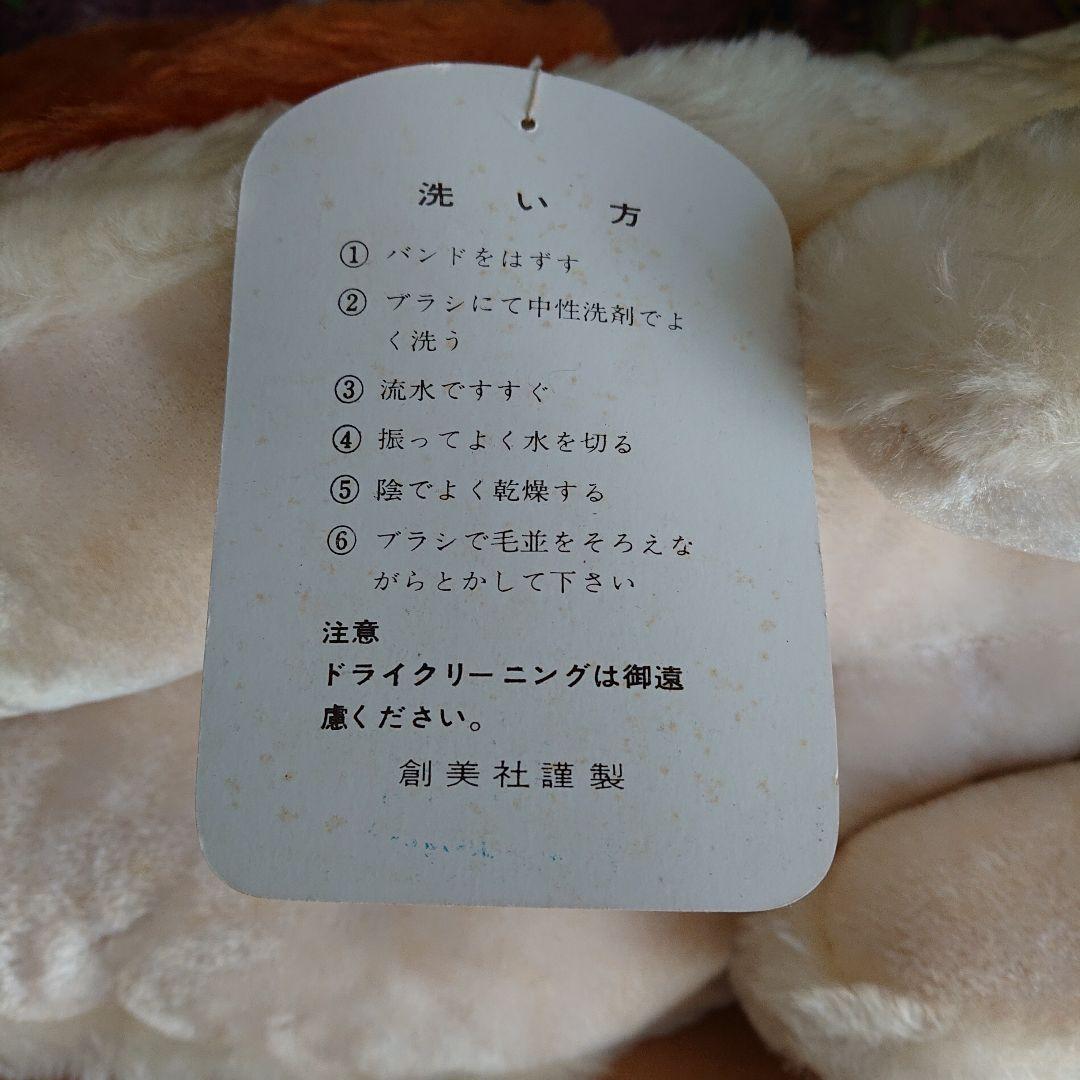 洗い方
① バンドをはずす
② ブラシにて中性洗剤でよ
く洗う
③ 流水ですすぐ
④ 振ってよく水を切る
⑤ 陰でよく乾燥する
⑥ ブラシで毛並をそろえな
がらとかして下さい
注意
ドライクリーニングは御遠
慮ください。
創美社謹製